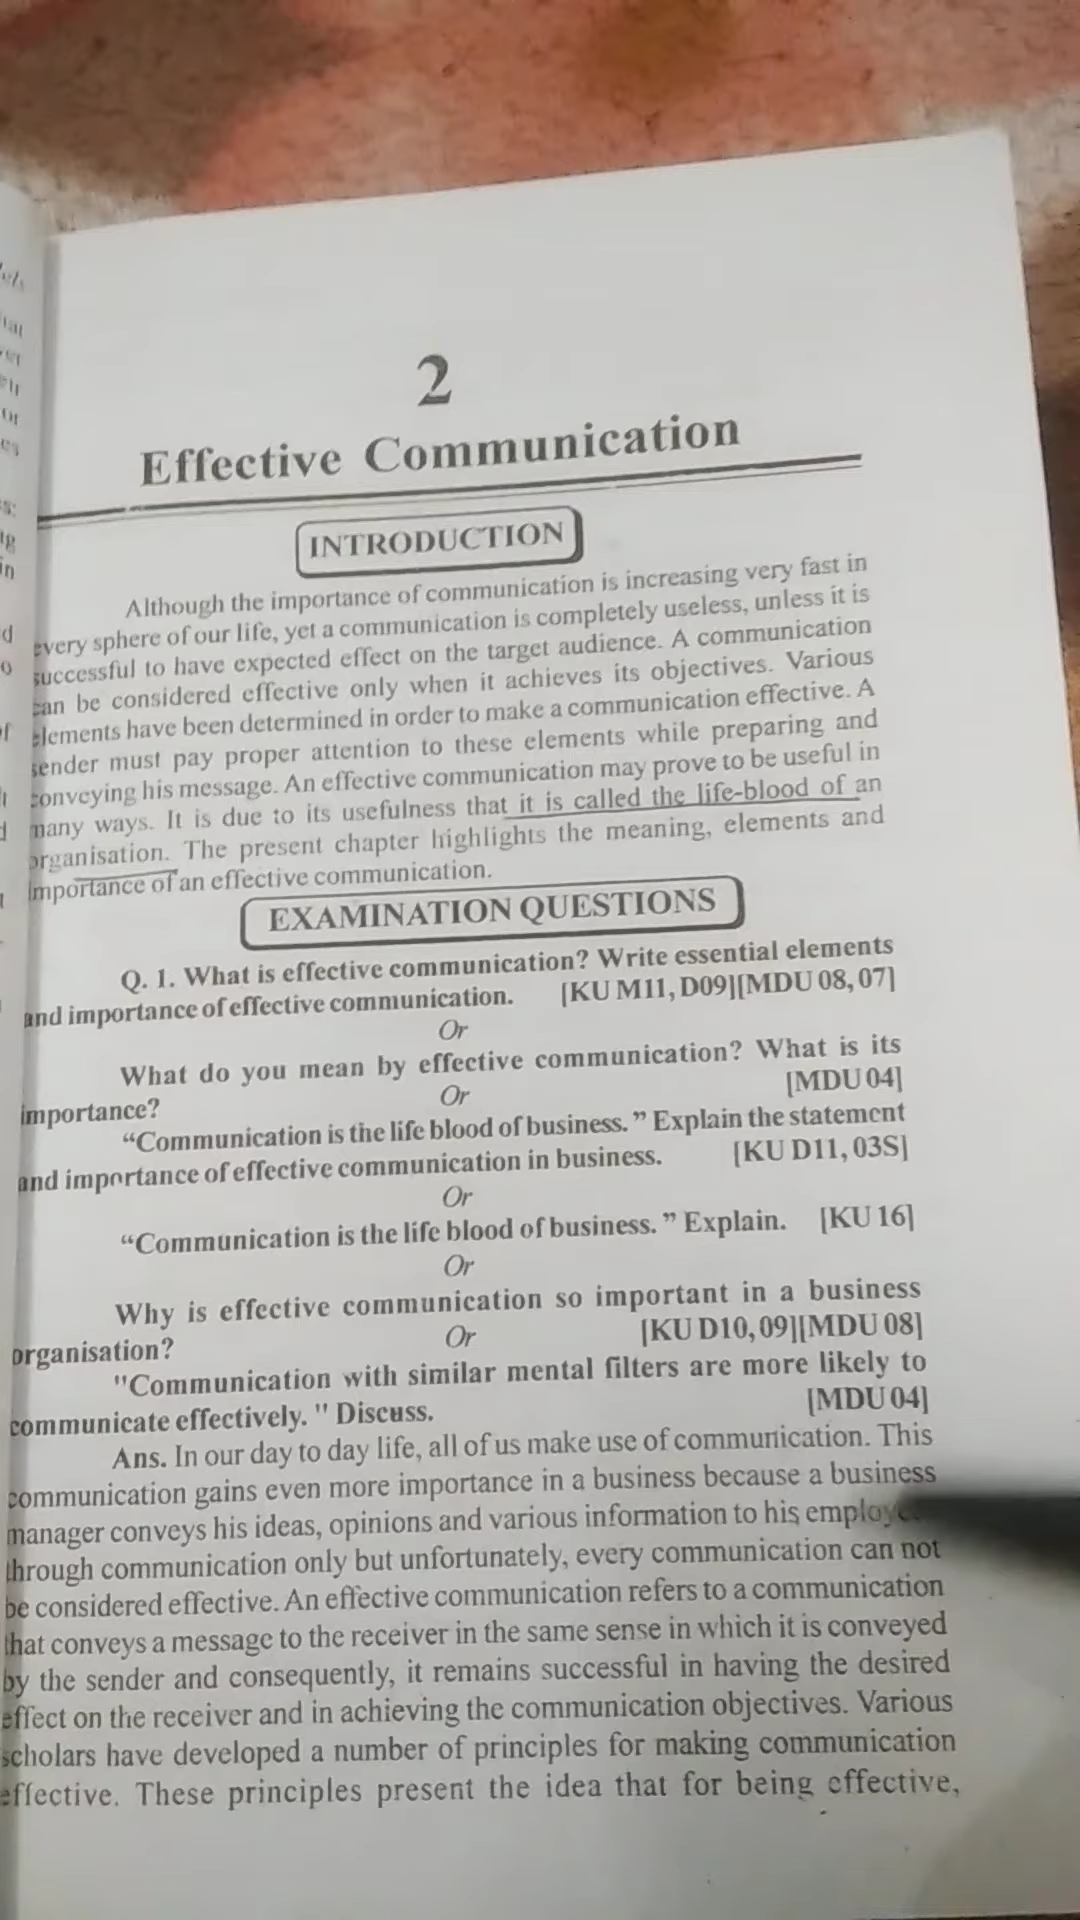 2
Effective Communication
INTRODUCTION
Although the importance of communication is increasing very fast in
every sphere of our life, yet a communication is completely useless, unless it is
successful to have expected effect on the target audience. A communication
can be considered effective only when it achieves its objectives. Various
elements have been determined in order to make a communication effective. A
sender must pay proper attention to these elements while preparing and
conveying his message. An effective communication may prove to be useful in
many ways. It is due to its usefulness that it is called the life-blood of an
organisation. The present chapter highlights the meaning, elements and
importance of an effective communication.
EXAMINATION QUESTIONS
Q. 1. What is effective communication? Write essential elements
and importance of effective communication. [KU M11, D09][MDU 08, 07]
Or
What do you mean by effective communication? What is its
importance? [MDU 04]
Or
“Communication is the life blood of business.” Explain the statement
and importance of effective communication in business. [KU D11, 03S]
Or
“Communication is the life blood of business.” Explain. [KU 16]
Or
Why is effective communication so important in a business
organisation? [KU D10, 09][MDU 08]
Or
"Communication with similar mental filters are more likely to
communicate effectively." Discuss. [MDU 04]
Ans. In our day to day life, all of us make use of communication. This
communication gains even more importance in a business because a business
manager conveys his ideas, opinions and various information to his
through communication only but unfortunately, every communication can not
be considered effective. An effective communication refers to a communication
that conveys a message to the receiver in the same sense in which it is conveyed
by the sender and consequently, it remains successful in having the desired
effect on the receiver and in achieving the communication objectives. Various
scholars have developed a number of principles for making communication
effective. These principles present the idea that for being effective,